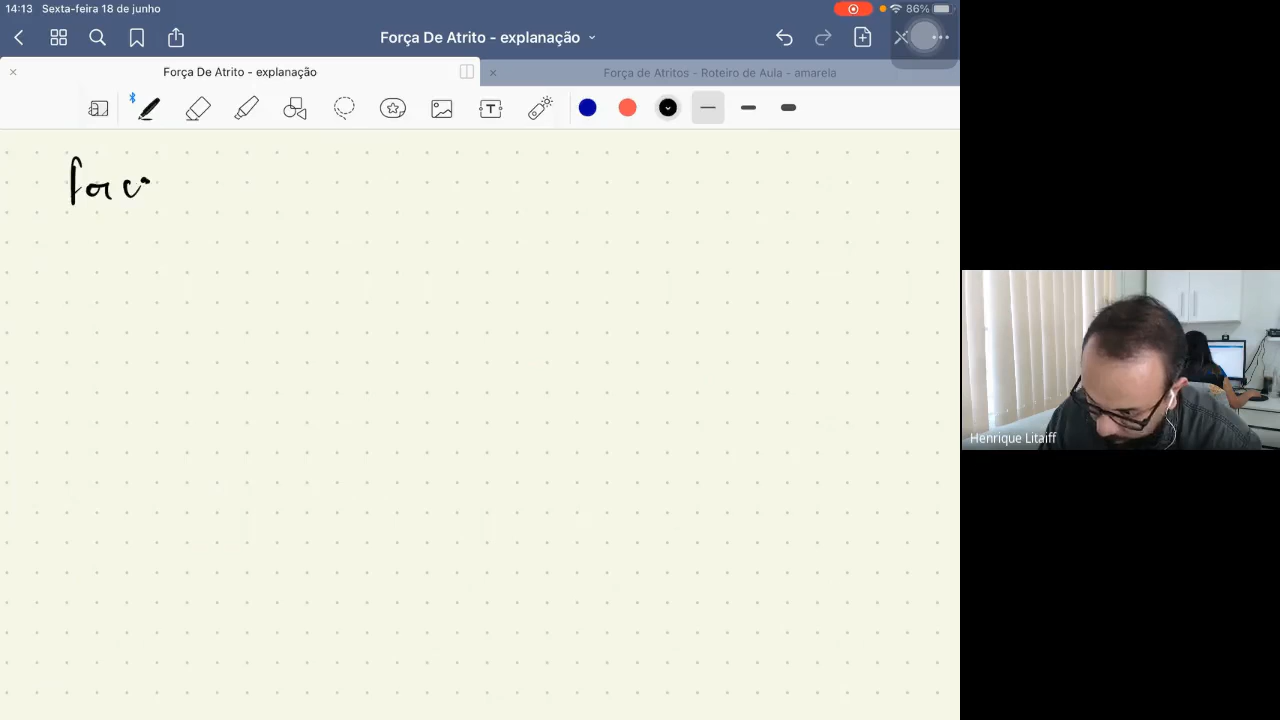 14:13 Sexta-feira 18 de junho
86%
Força De Atrito - explanação
Força De Atrito - explanação
Força de Atritos - Roteiro de Aula - amarela
T
forc
Henrique Litaiff